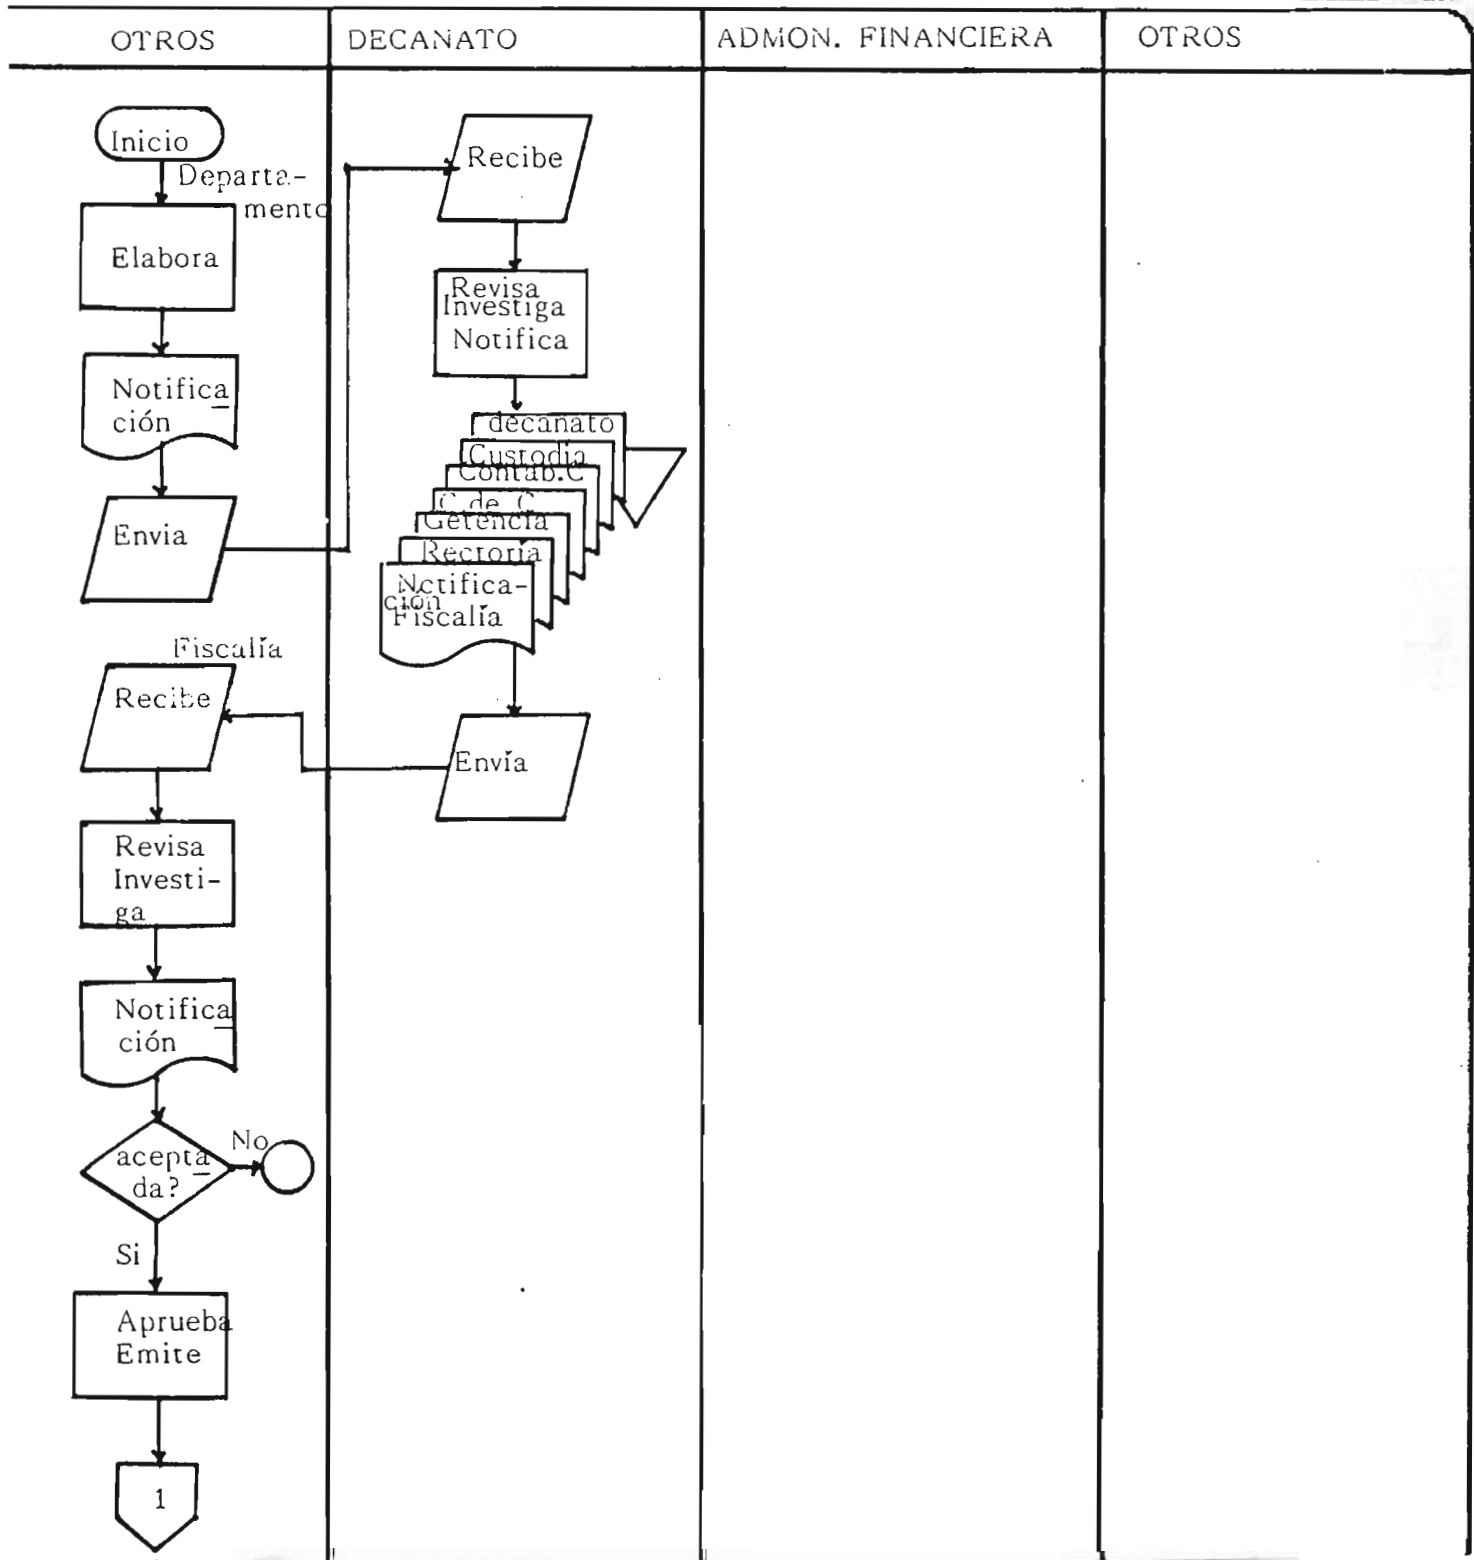 OTROS
DECANATO
ADMON. FINANCIERA
OTROS
Inicio
Departa-
mento
Elabora
Notifica
ción
Envia
Recibe
Revisa
Investiga
Notifica
decanato
Custodia
Contab.C
C de C
Gerencia
Rectoría
Notifica-
ción
Fiscalía
Envía
Fiscalía
Recibe
Revisa
Investi-
ga
Notifica
ción
acepta
da?
No
Si
Aprueba
Emite
1